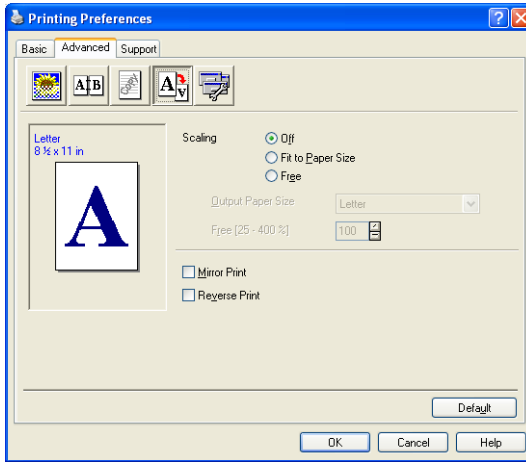 Printing Preferences
Basic Advanced Support
A B
A A
Letter
8 ½ x 11 in
A
Scaling Off
Fit to Paper Size
Free
Output Paper Size Letter
Free [25 - 400 %] 100
Mirror Print
Reverse Print
Default
OK Cancel Help